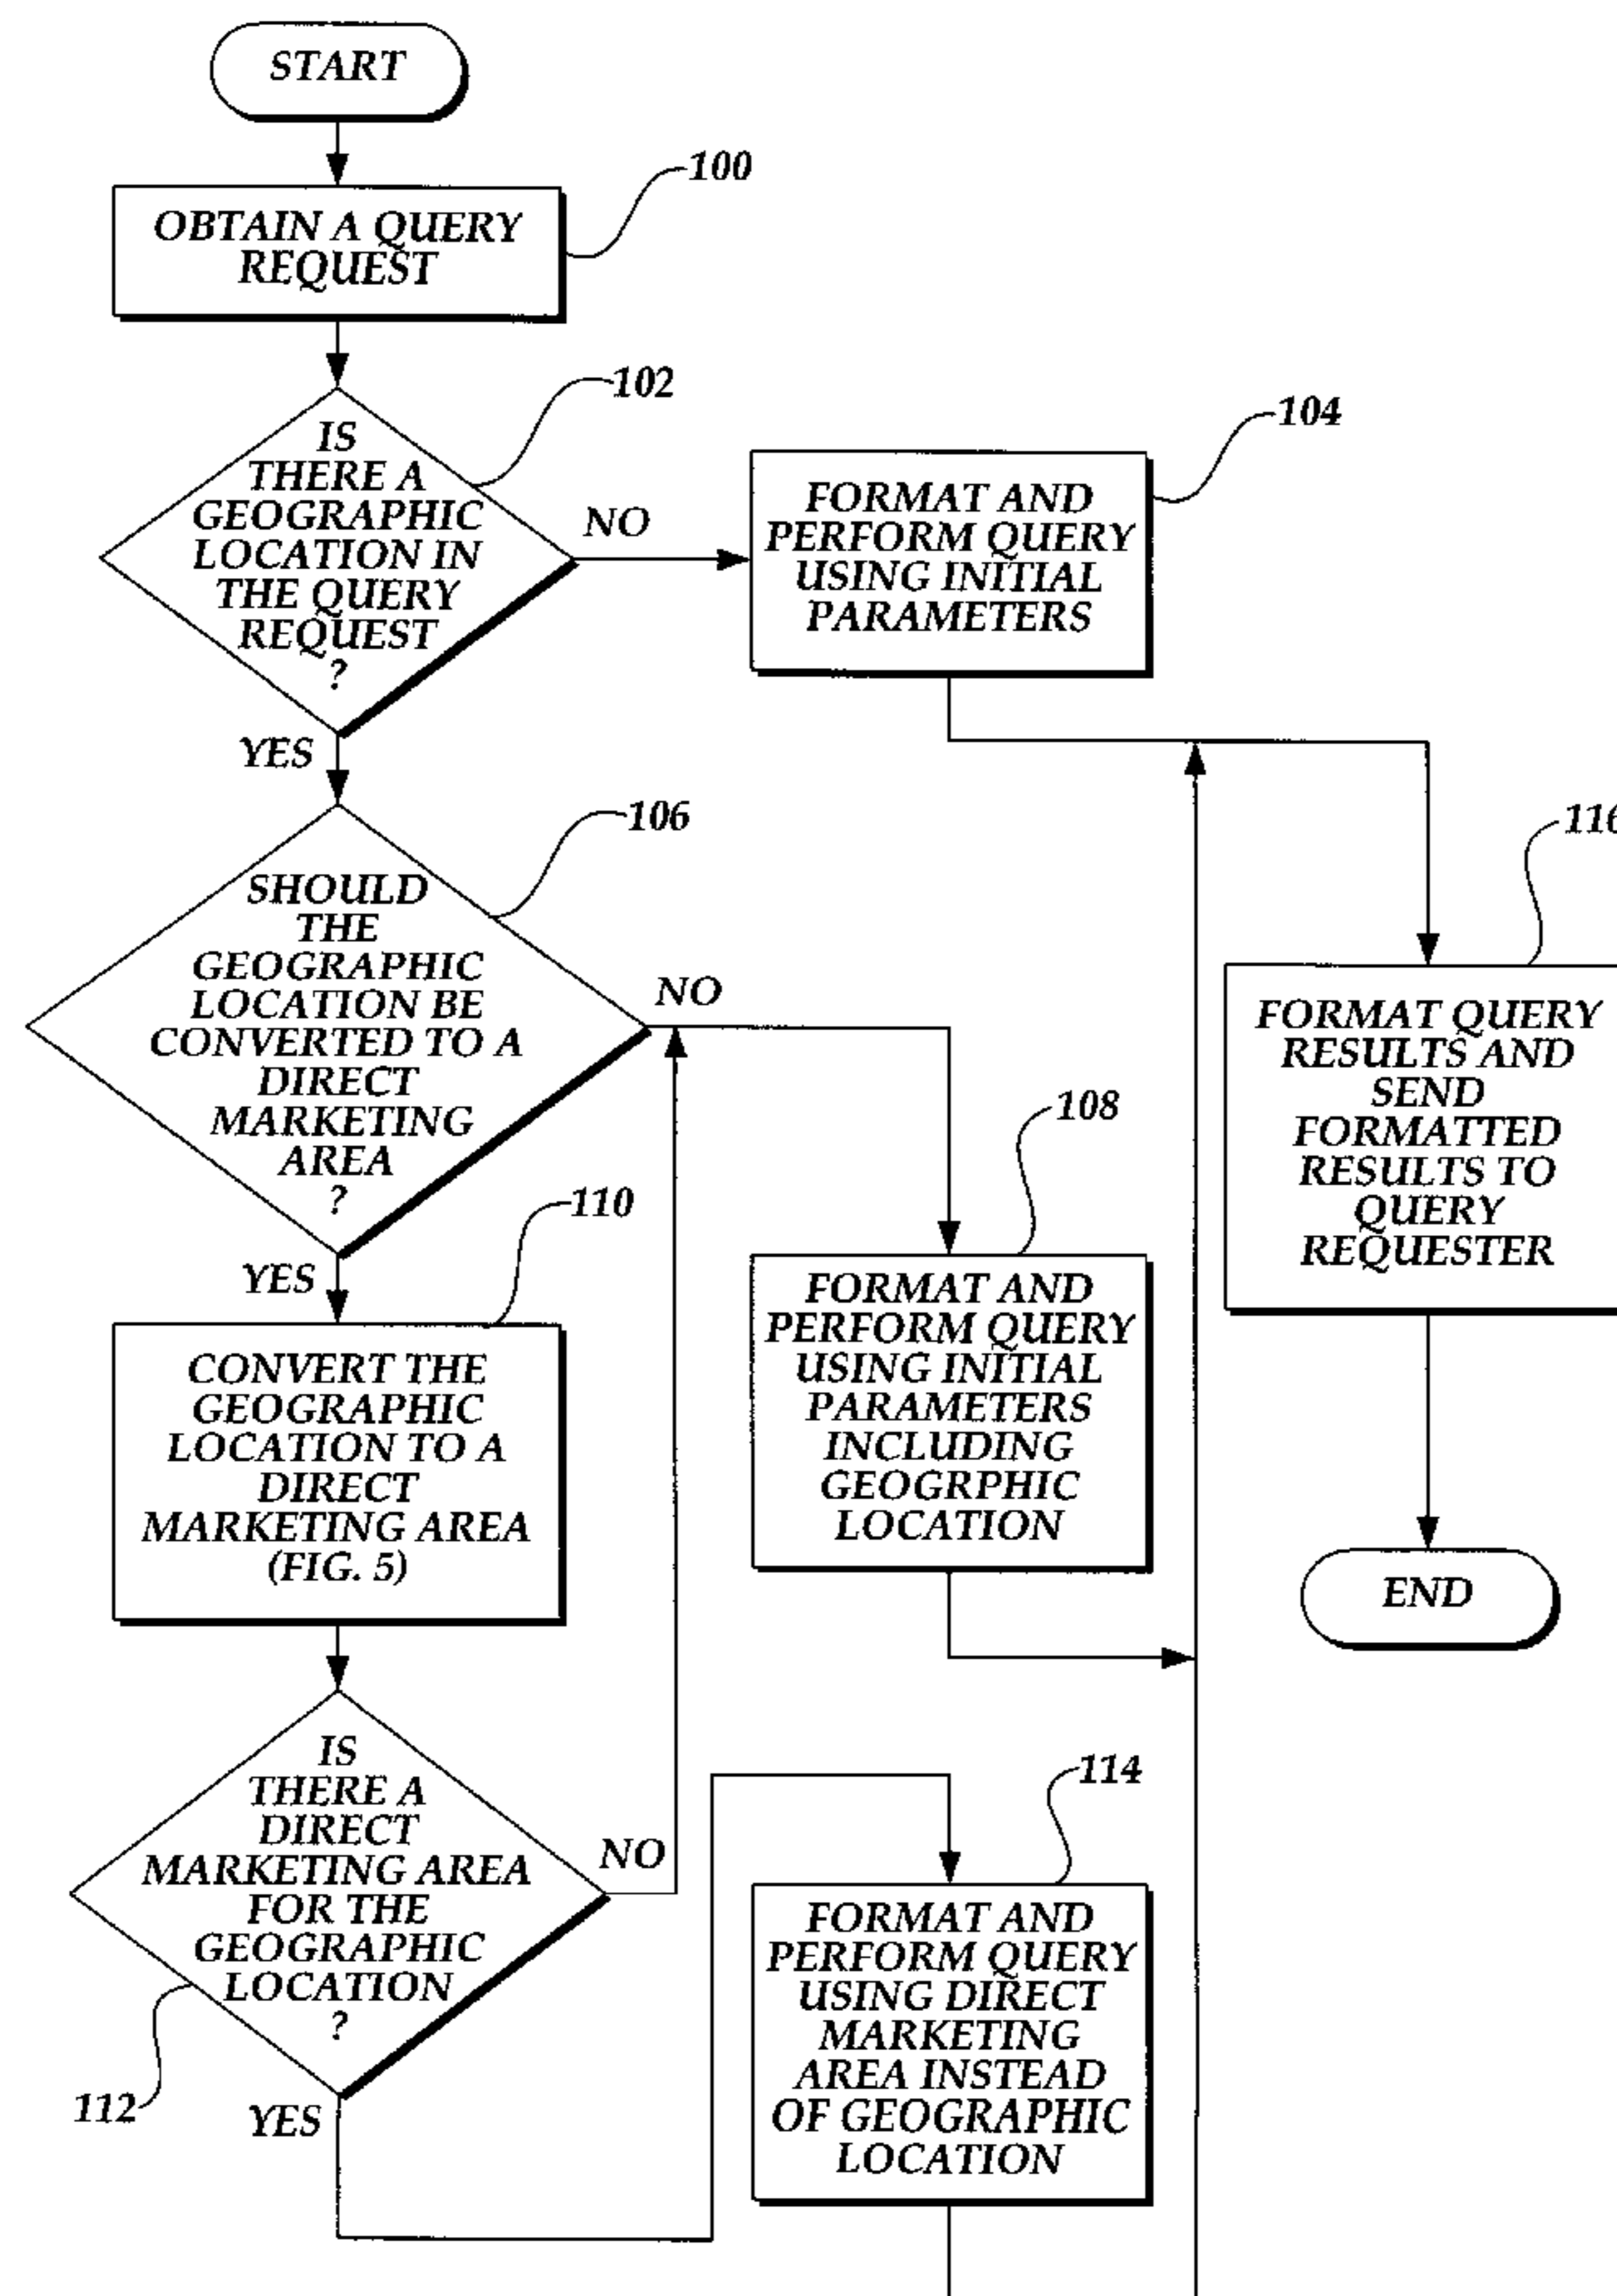 START
100
OBTAIN A QUERY
REQUEST
102
IS
THERE A
GEOGRAPHIC
LOCATION IN
THE QUERY
REQUEST
?
NO
YES
104
FORMAT AND
PERFORM QUERY
USING INITIAL
PARAMETERS
106
SHOULD
THE
GEOGRAPHIC
LOCATION BE
CONVERTED TO A
DIRECT
MARKETING
AREA
?
NO
YES
108
FORMAT AND
PERFORM QUERY
USING INITIAL
PARAMETERS
INCLUDING
GEOGRPHIC
LOCATION
110
CONVERT THE
GEOGRAPHIC
LOCATION TO A
DIRECT
MARKETING AREA
(FIG. 5)
IS
THERE A
DIRECT
MARKETING AREA
FOR THE
GEOGRAPHIC
LOCATION
?
NO
112
YES
114
FORMAT AND
PERFORM QUERY
USING DIRECT
MARKETING
AREA INSTEAD
OF GEOGRAPHIC
LOCATION
116
FORMAT QUERY
RESULTS AND
SEND
FORMATTED
RESULTS TO
QUERY
REQUESTER
END